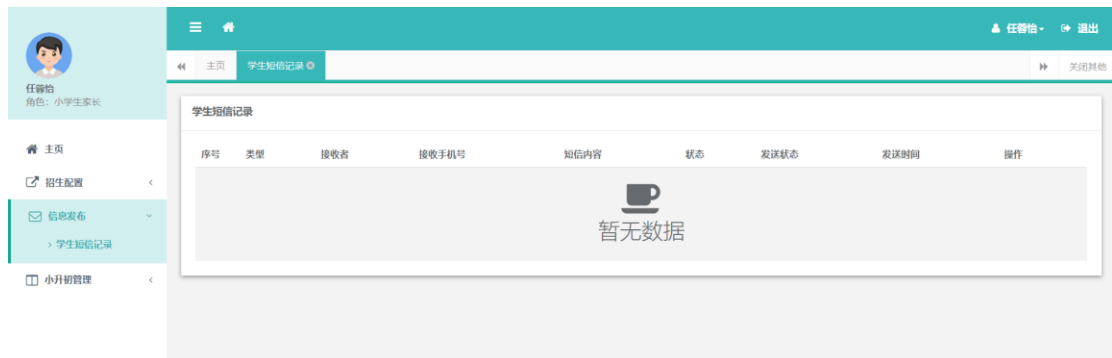 任蓉怡 退出
主页 学生短信记录 关闭其他
任蓉怡
角色：小学生家长
主页
招生配置
信息发布
> 学生短信记录
小升初管理
学生短信记录
序号 类型 接收者 接收手机号 短信内容 状态 发送状态 发送时间 操作
暂无数据